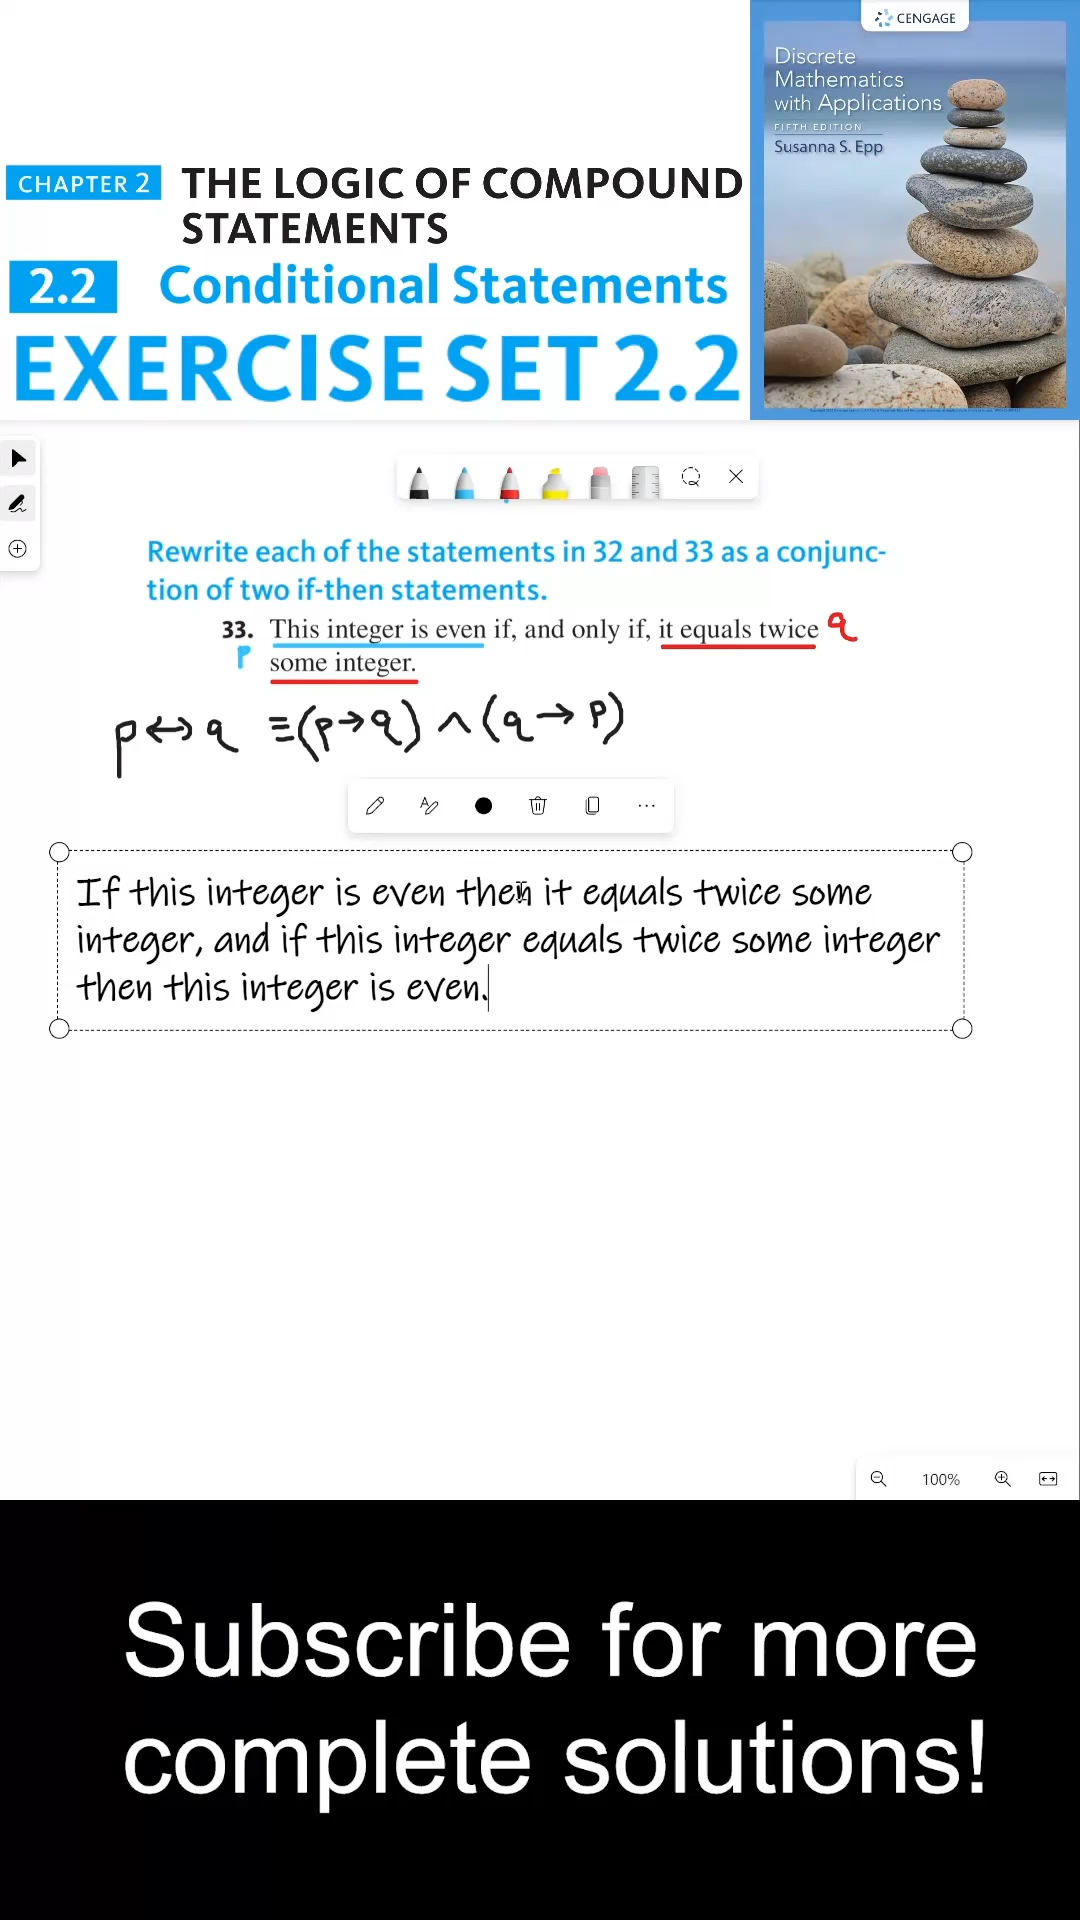 CENGAGE
Discrete
Mathematics
with Applications
FIFTH EDITION
Susanna S. Epp
CHAPTER 2 THE LOGIC OF COMPOUND
STATEMENTS
2.2 Conditional Statements
EXERCISE SET 2.2
Rewrite each of the statements in 32 and 33 as a conjunc-
tion of two if-then statements.
33. This integer is even if, and only if, it equals twice q
p some integer.
p ↔ q ≡ (p → q) ∧ (q → p)
If this integer is even then it equals twice some
integer, and if this integer equals twice some integer
then this integer is even.
100%
Subscribe for more
complete solutions!